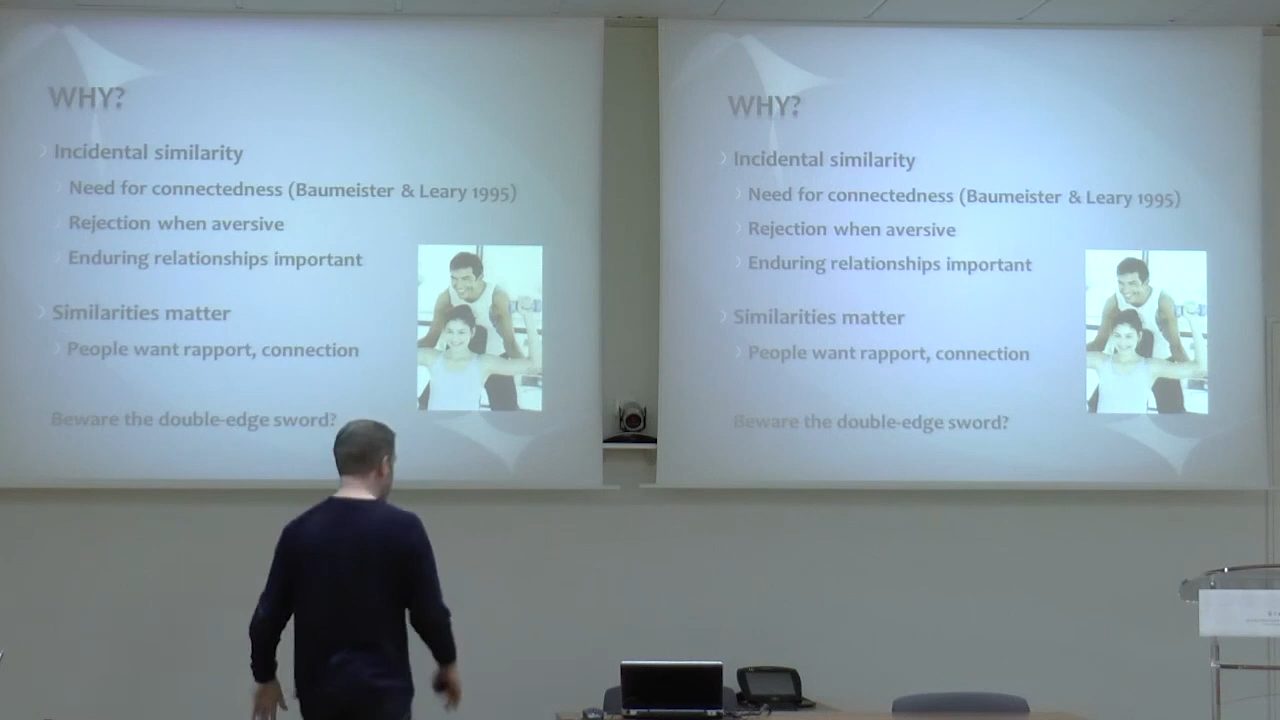 WHY?
Incidental similarity
Need for connectedness (Baumeister & Leary 1995)
Rejection when aversive
Enduring relationships important
Similarities matter
People want rapport, connection
Beware the double-edge sword?
WHY?
Incidental similarity
Need for connectedness (Baumeister & Leary 1995)
Rejection when aversive
Enduring relationships important
Similarities matter
People want rapport, connection
Beware the double-edge sword?